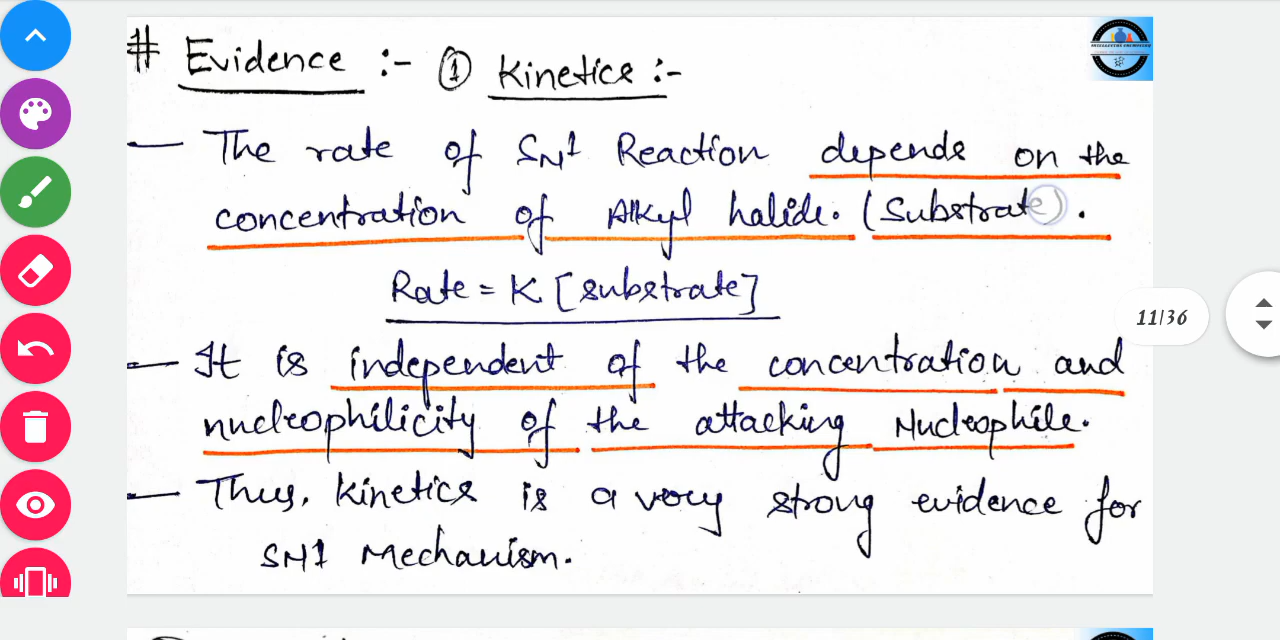 # Evidence :- ① Kinetics :-
— The rate of SN1 Reaction depends on the
concentration of Alkyl halide. (Substrate).
Rate = K [substrate]
— It is independent of the concentration and
nucleophilicity of the attacking Nucleophile.
— Thus, Kinetics is a very strong evidence for
SN1 Mechanism.
11/36